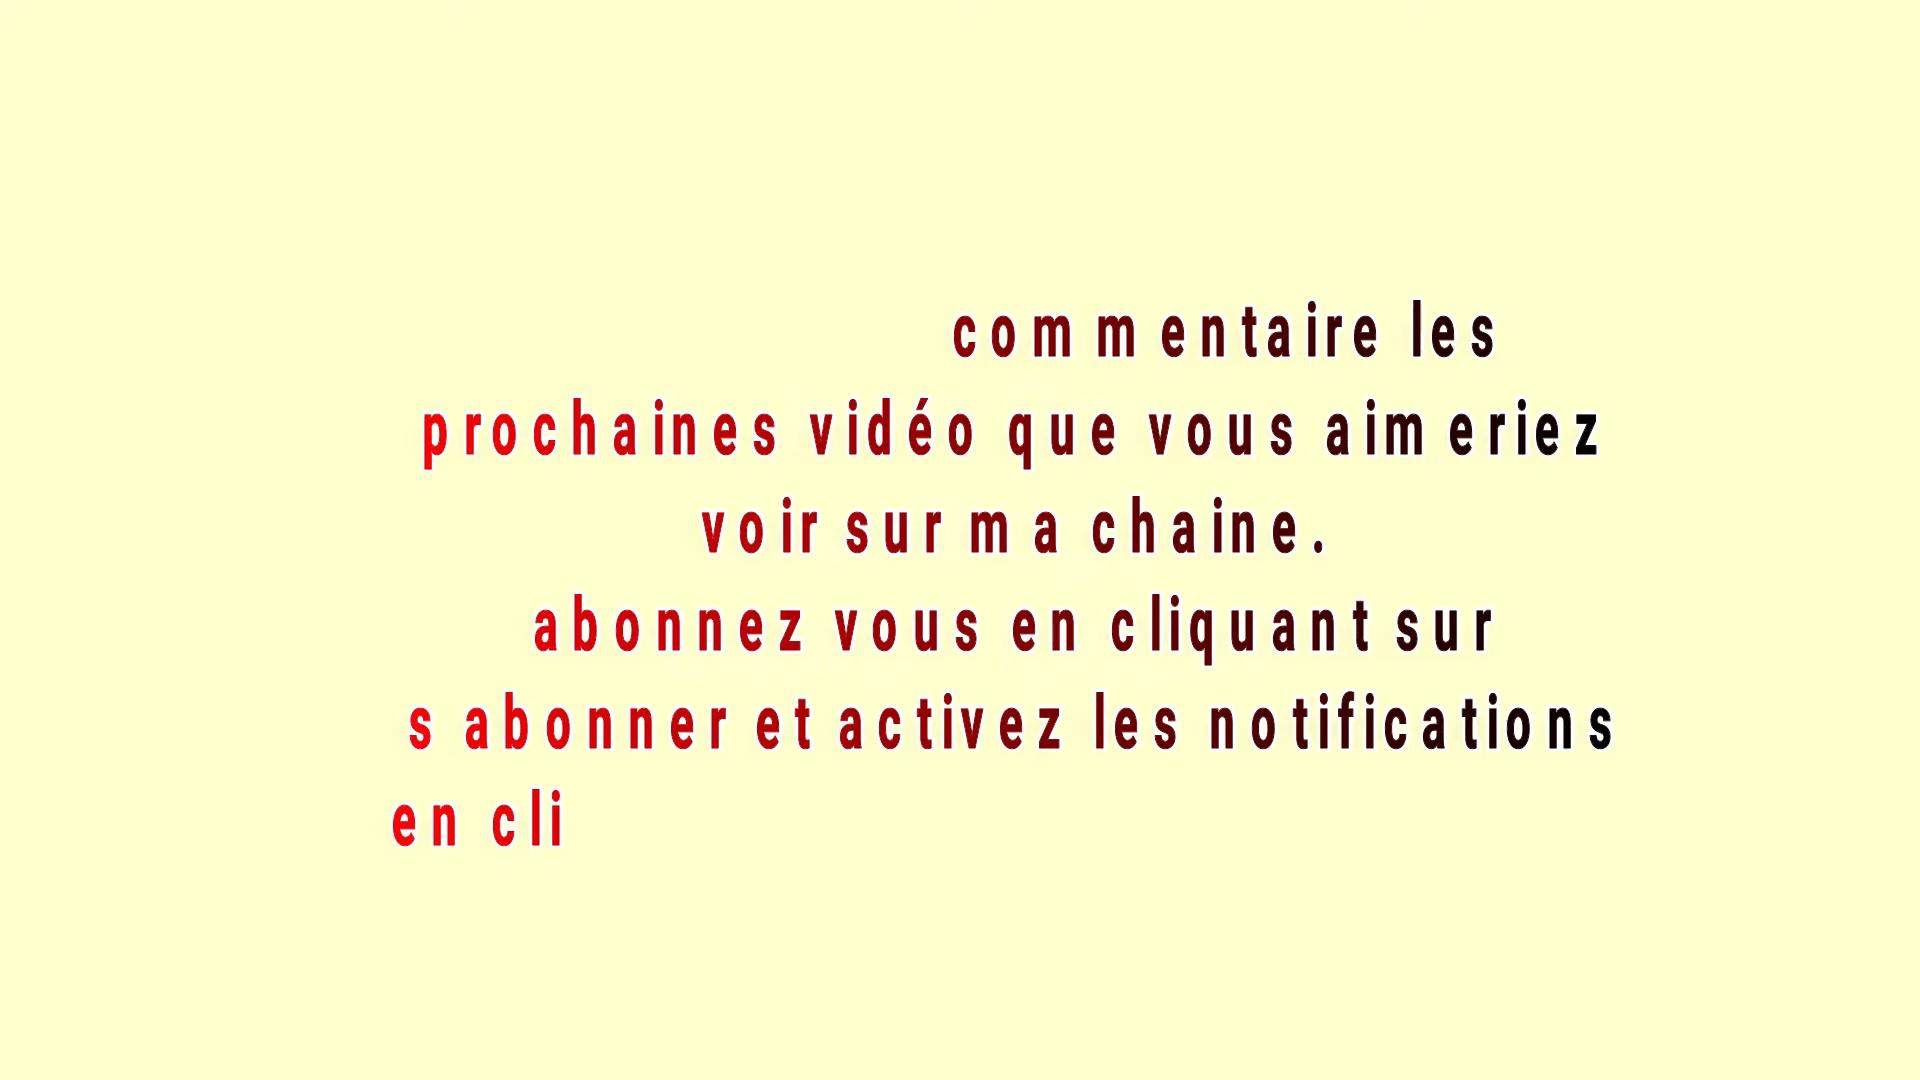 commentaire les
prochaines vidéo que vous aimeriez
voir sur ma chaine.
abonnez vous en cliquant sur
s abonner et activez les notifications
en cli